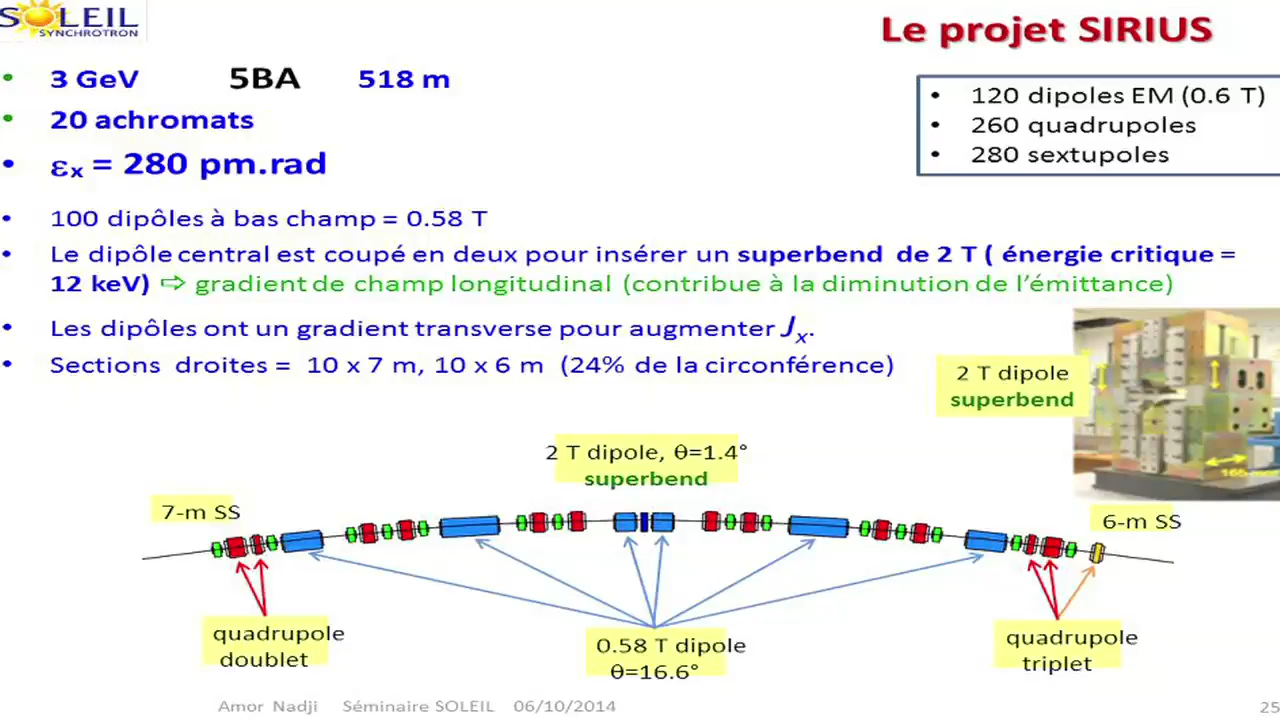 SOLEIL
SYNCHROTRON
Le projet SIRIUS
• 3 GeV 5BA 518 m
• 20 achromats
• εx = 280 pm.rad
• 120 dipoles EM (0.6 T)
• 260 quadrupoles
• 280 sextupoles
• 100 dipôles à bas champ = 0.58 T
• Le dipôle central est coupé en deux pour insérer un superbend de 2 T ( énergie critique =
12 keV) ⇨ gradient de champ longitudinal (contribue à la diminution de l’émittance)
• Les dipôles ont un gradient transverse pour augmenter Jx.
• Sections droites = 10 x 7 m, 10 x 6 m (24% de la circonférence)
2 T dipole
superbend
2 T dipole, θ=1.4°
superbend
7-m SS
6-m SS
quadrupole
doublet
0.58 T dipole
θ=16.6°
quadrupole
triplet
Amor Nadji Séminaire SOLEIL 06/10/2014
25